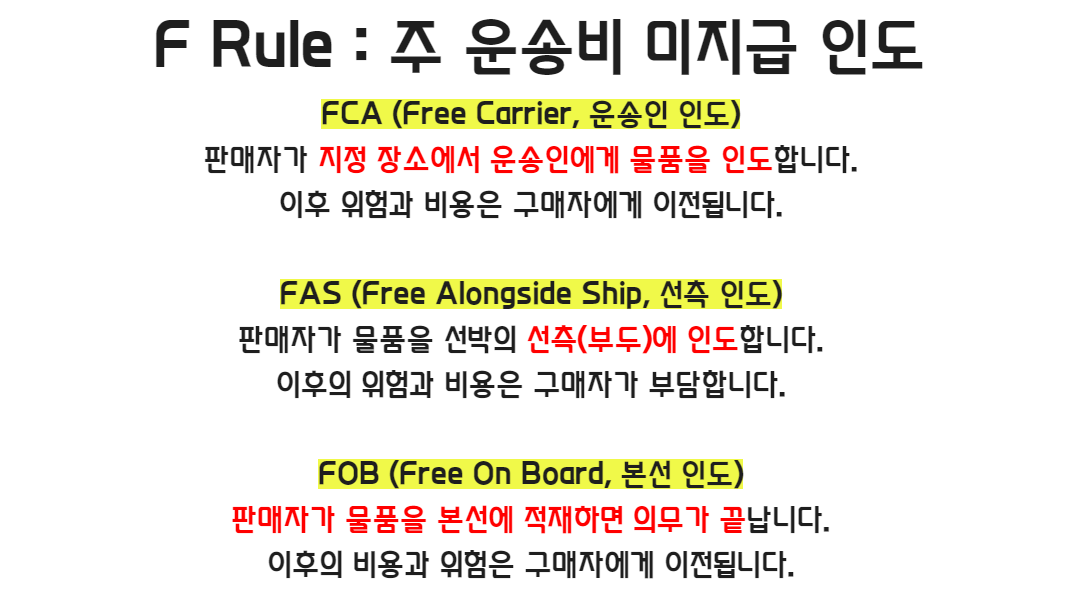 F Rule : 주 운송비 미지급 인도
FCA (Free Carrier, 운송인 인도)
판매자가 지정 장소에서 운송인에게 물품을 인도합니다.
이후 위험과 비용은 구매자에게 이전됩니다.
FAS (Free Alongside Ship, 선측 인도)
판매자가 물품을 선박의 선측(부두)에 인도합니다.
이후의 위험과 비용은 구매자가 부담합니다.
FOB (Free On Board, 본선 인도)
판매자가 물품을 본선에 적재하면 의무가 끝납니다.
이후의 비용과 위험은 구매자에게 이전됩니다.